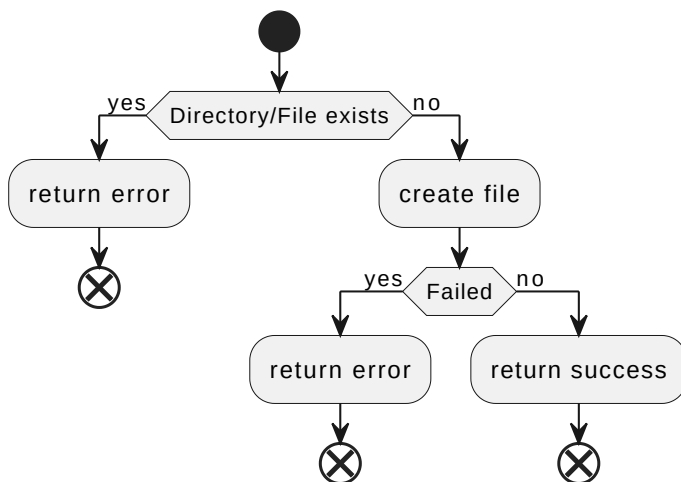 yes
Directory/File exists
no
return error
create file
yes
Failed
no
return error
return success